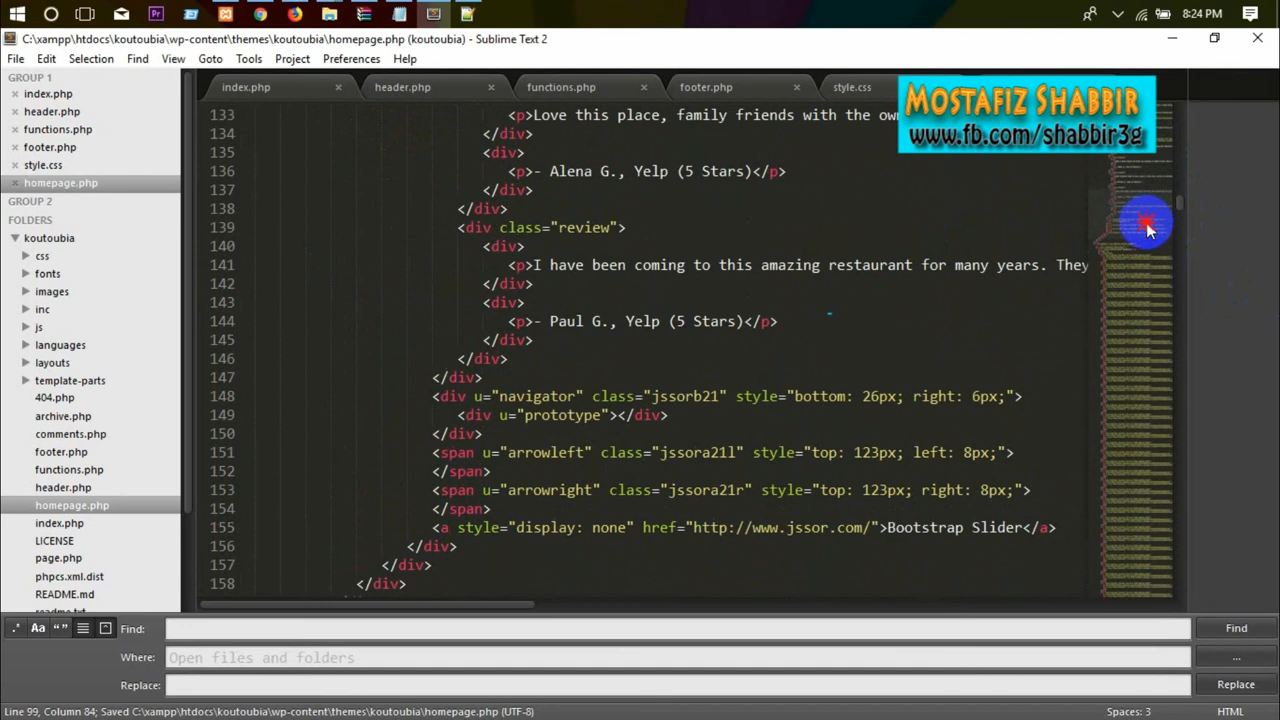 8:24 PM
C:\xampp\htdocs\koutoubia\wp-content\themes\koutoubia\homepage.php (koutoubia) - Sublime Text 2
File Edit Selection Find View Goto Tools Project Preferences Help
GROUP 1
index.php
header.php
functions.php
footer.php
style.css
homepage.php
GROUP 2
FOLDERS
koutoubia
css
fonts
images
inc
js
languages
layouts
template-parts
404.php
archive.php
comments.php
footer.php
functions.php
header.php
homepage.php
index.php
LICENSE
page.php
phpcs.xml.dist
README.md
readme.txt
index.php header.php functions.php footer.php style.css
MOSTAFIZ SHABBIR
www.fb.com/shabbir3g
133 <p>Love this place, family friends with the
134 </div>
135 <div>
136 <p>- Alena G., Yelp (5 Stars)</p>
137 </div>
138 </div>
139 <div class="review">
140 <div>
141 <p>I have been coming to this amazing restaurant for many years. They
142 </div>
143 <div>
144 <p>- Paul G., Yelp (5 Stars)</p>
145 </div>
146 </div>
147 </div>
148 <div u="navigator" class="jssorb21" style="bottom: 26px; right: 6px;">
149 <div u="prototype"></div>
150 </div>
151 <span u="arrowleft" class="jssora21l" style="top: 123px; left: 8px;">
152 </span>
153 <span u="arrowright" class="jssora21r" style="top: 123px; right: 8px;">
154 </span>
155 <a style="display: none" href="http://www.jssor.com/">Bootstrap Slider</a>
156 </div>
157 </div>
158 </div>
.* Aa “” Find: Find
Where: Open files and folders ...
Replace: Replace
Line 99, Column 84; Saved C:\xampp\htdocs\koutoubia\wp-content\themes\koutoubia\homepage.php (UTF-8) Spaces: 3 HTML